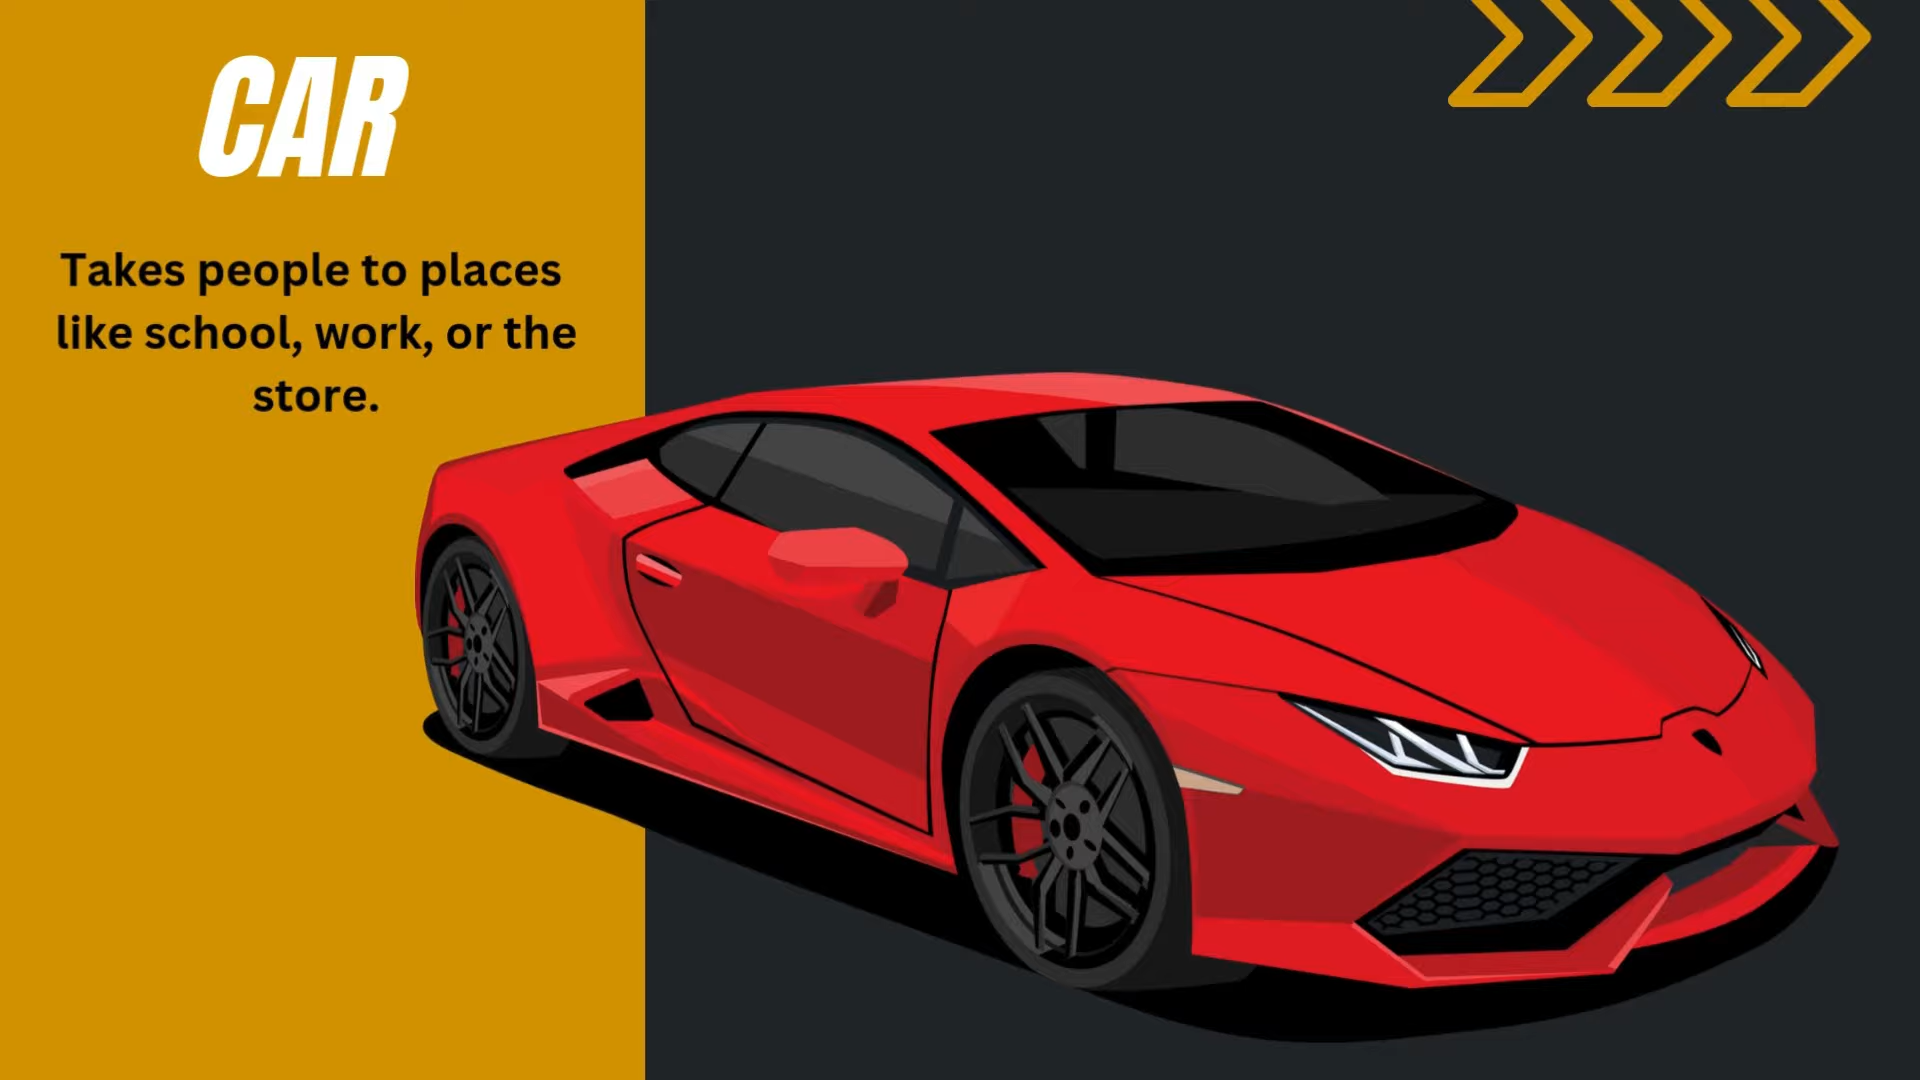 CAR
Takes people to places
like school, work, or the
store.